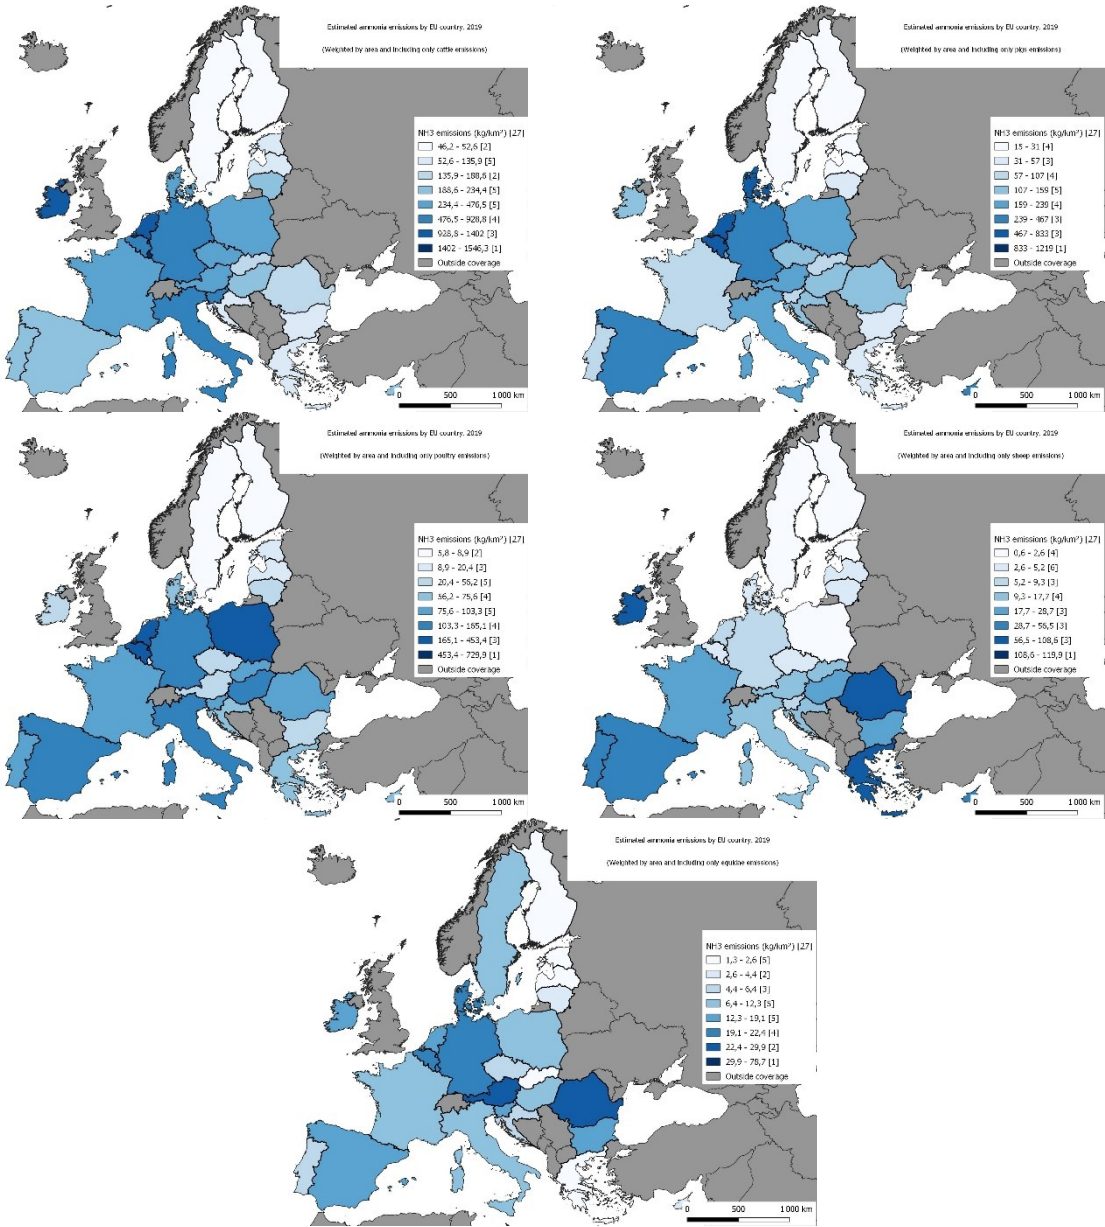 Estimated ammonia emissions by EU country, 2019
(Weighted by area and including only cattle emissions)
NH3 emissions (kg/km²) [27]
46,2 - 52,6 [2]
52,6 - 135,9 [5]
135,9 - 188,6 [2]
188,6 - 234,4 [5]
234,4 - 476,5 [5]
476,5 - 928,8 [4]
928,8 - 1402 [3]
1402 - 1546,3 [1]
Outside coverage
0 500 1 000 km
Estimated ammonia emissions by EU country, 2019
(Weighted by area and including only pigs emissions)
NH3 emissions (kg/km²) [27]
15 - 31 [4]
31 - 57 [3]
57 - 107 [4]
107 - 159 [5]
159 - 239 [4]
239 - 467 [3]
467 - 833 [3]
833 - 1219 [1]
Outside coverage
0 500 1 000 km
Estimated ammonia emissions by EU country, 2019
(Weighted by area and including only poultry emissions)
NH3 emissions (kg/km²) [27]
5,8 - 8,9 [2]
8,9 - 20,4 [3]
20,4 - 56,2 [5]
56,2 - 75,6 [4]
75,6 - 103,3 [5]
103,3 - 165,1 [4]
165,1 - 453,4 [3]
453,4 - 729,9 [1]
Outside coverage
0 500 1 000 km
Estimated ammonia emissions by EU country, 2019
(Weighted by area and including only sheep emissions)
NH3 emissions (kg/km²) [27]
0,6 - 2,6 [4]
2,6 - 5,2 [6]
5,2 - 9,3 [3]
9,3 - 17,7 [4]
17,7 - 28,7 [3]
28,7 - 56,5 [3]
56,5 - 108,6 [3]
108,6 - 119,9 [1]
Outside coverage
0 500 1 000 km
Estimated ammonia emissions by EU country, 2019
(Weighted by area and including only equidae emissions)
NH3 emissions (kg/km²) [27]
1,3 - 2,6 [5]
2,6 - 4,4 [2]
4,4 - 6,4 [3]
6,4 - 12,3 [5]
12,3 - 19,1 [5]
19,1 - 22,4 [4]
22,4 - 29,9 [2]
29,9 - 78,7 [1]
Outside coverage
0 500 1 000 km